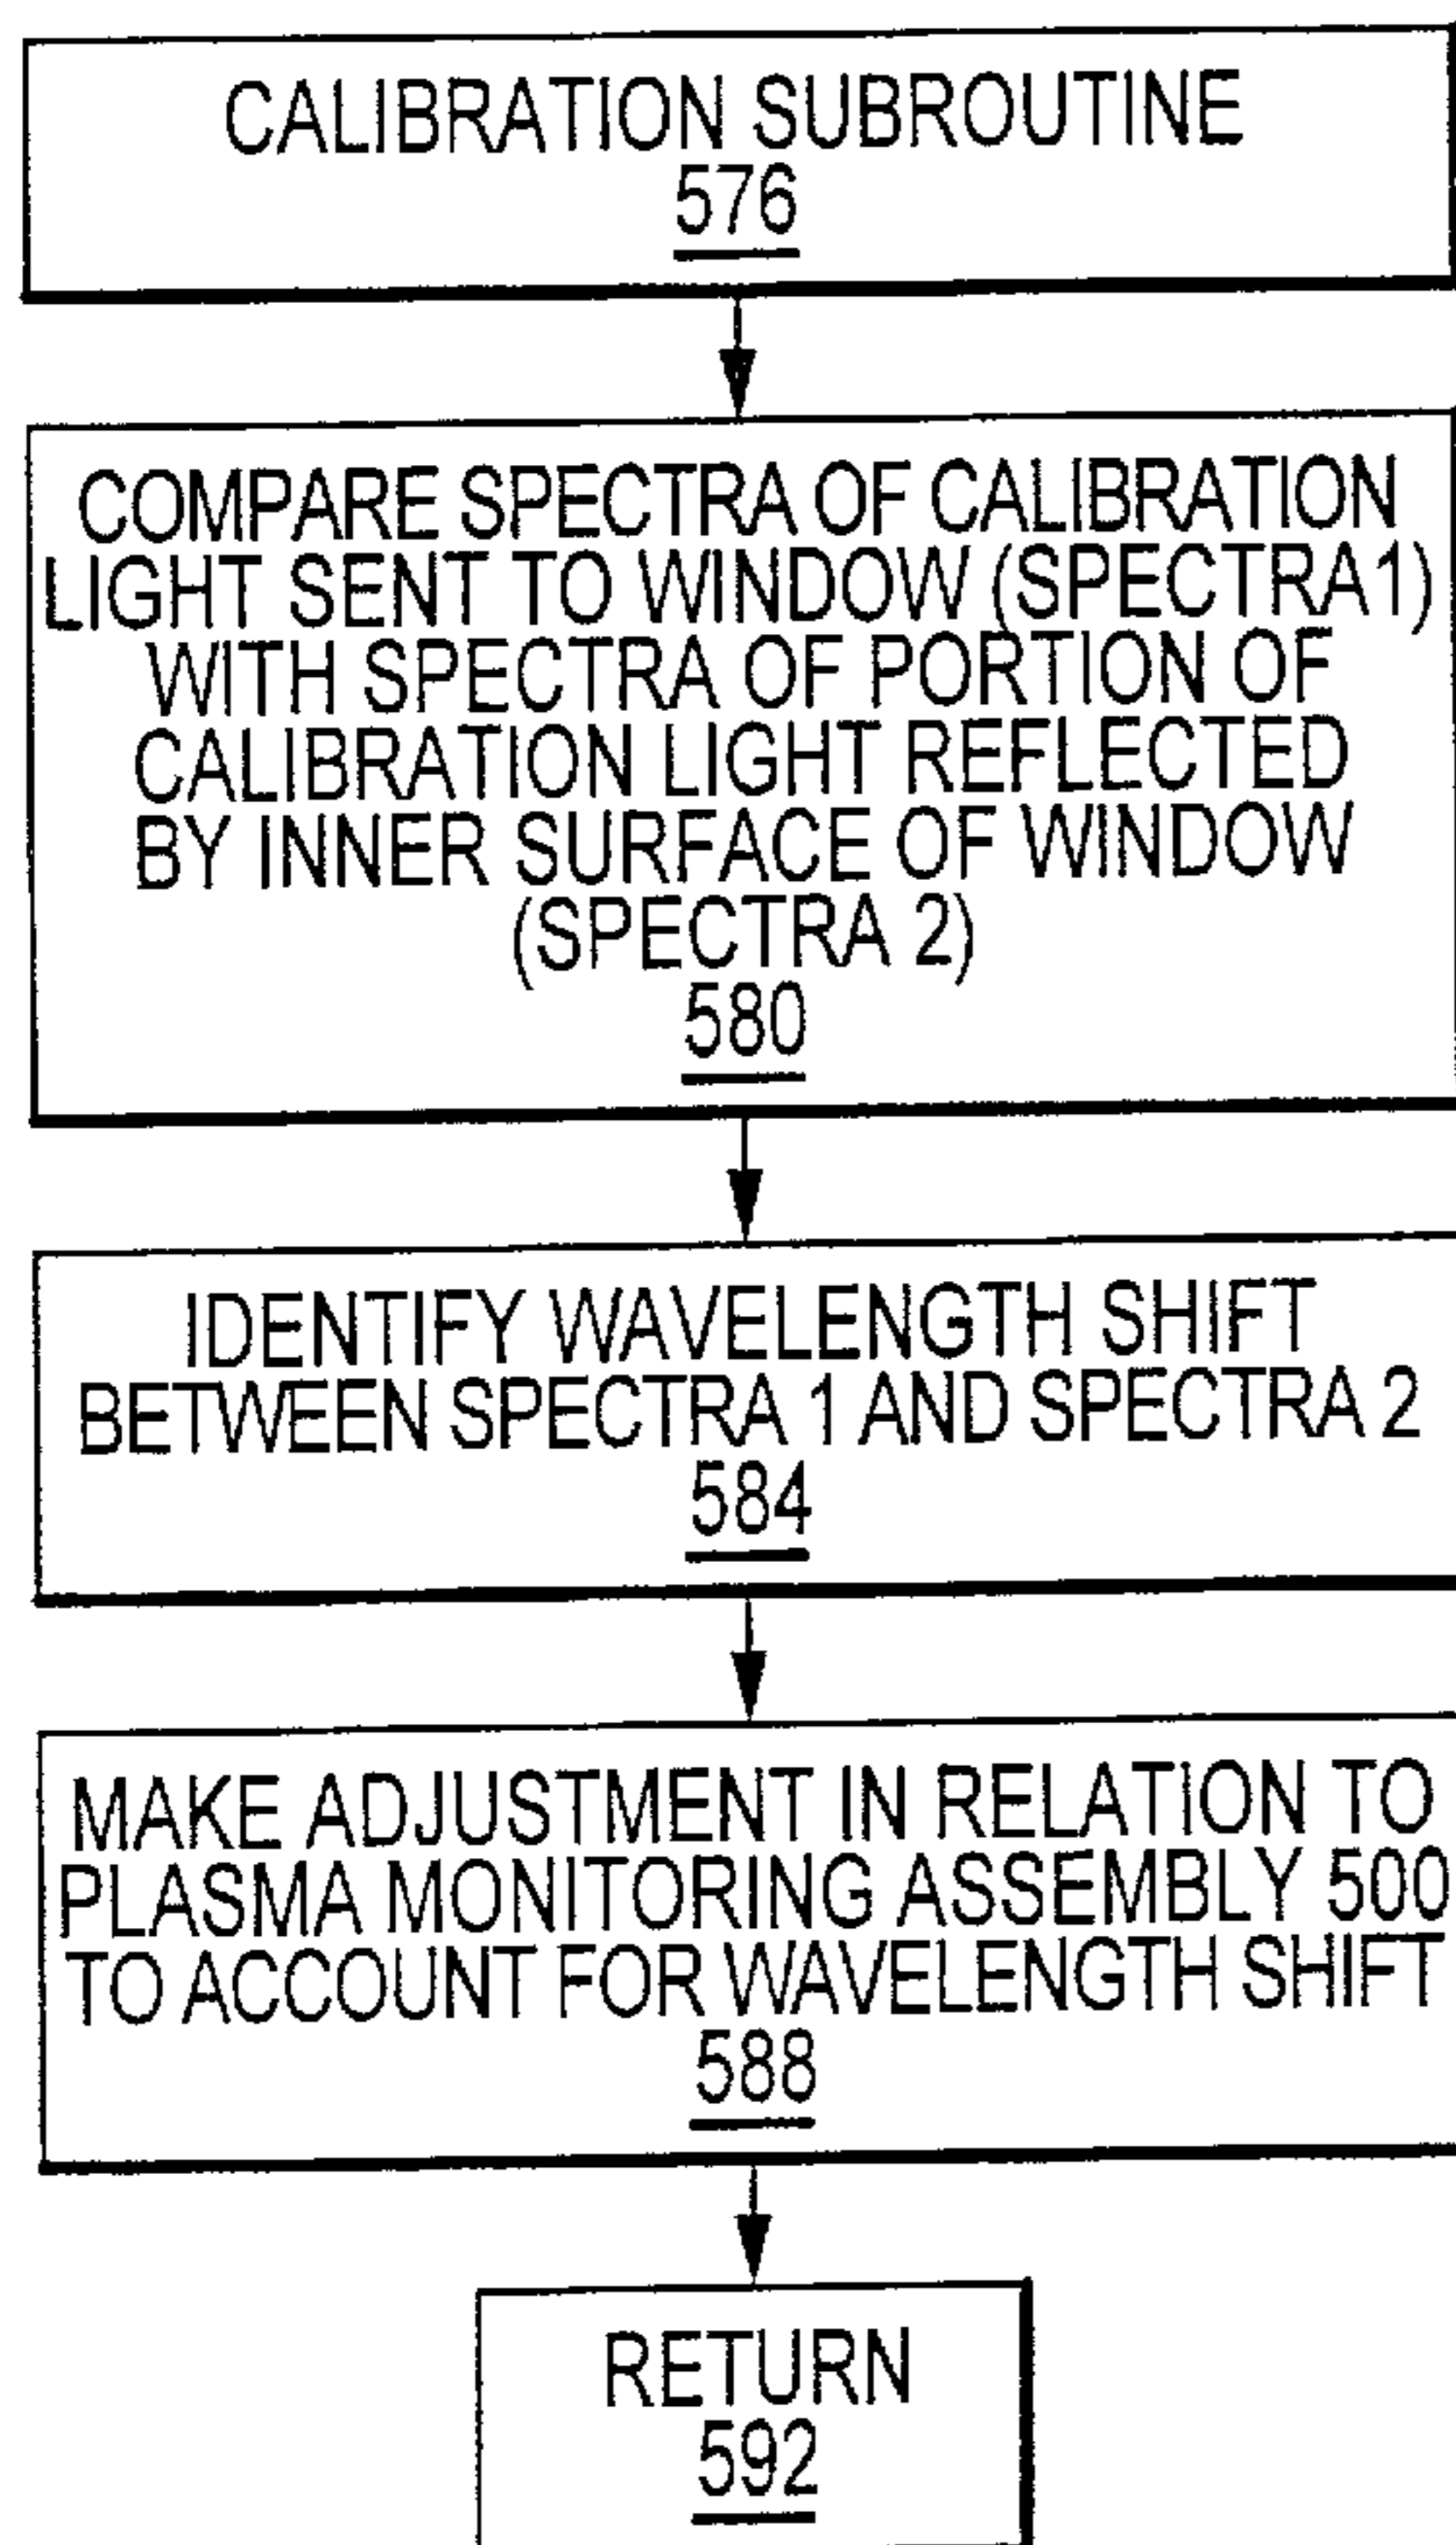 CALIBRATION SUBROUTINE
576
COMPARE SPECTRA OF CALIBRATION
LIGHT SENT TO WINDOW (SPECTRA1)
WITH SPECTRA OF PORTION OF
CALIBRATION LIGHT REFLECTED
BY INNER SURFACE OF WINDOW
(SPECTRA 2)
580
IDENTIFY WAVELENGTH SHIFT
BETWEEN SPECTRA 1 AND SPECTRA 2
584
MAKE ADJUSTMENT IN RELATION TO
PLASMA MONITORING ASSEMBLY 500
TO ACCOUNT FOR WAVELENGTH SHIFT
588
RETURN
592